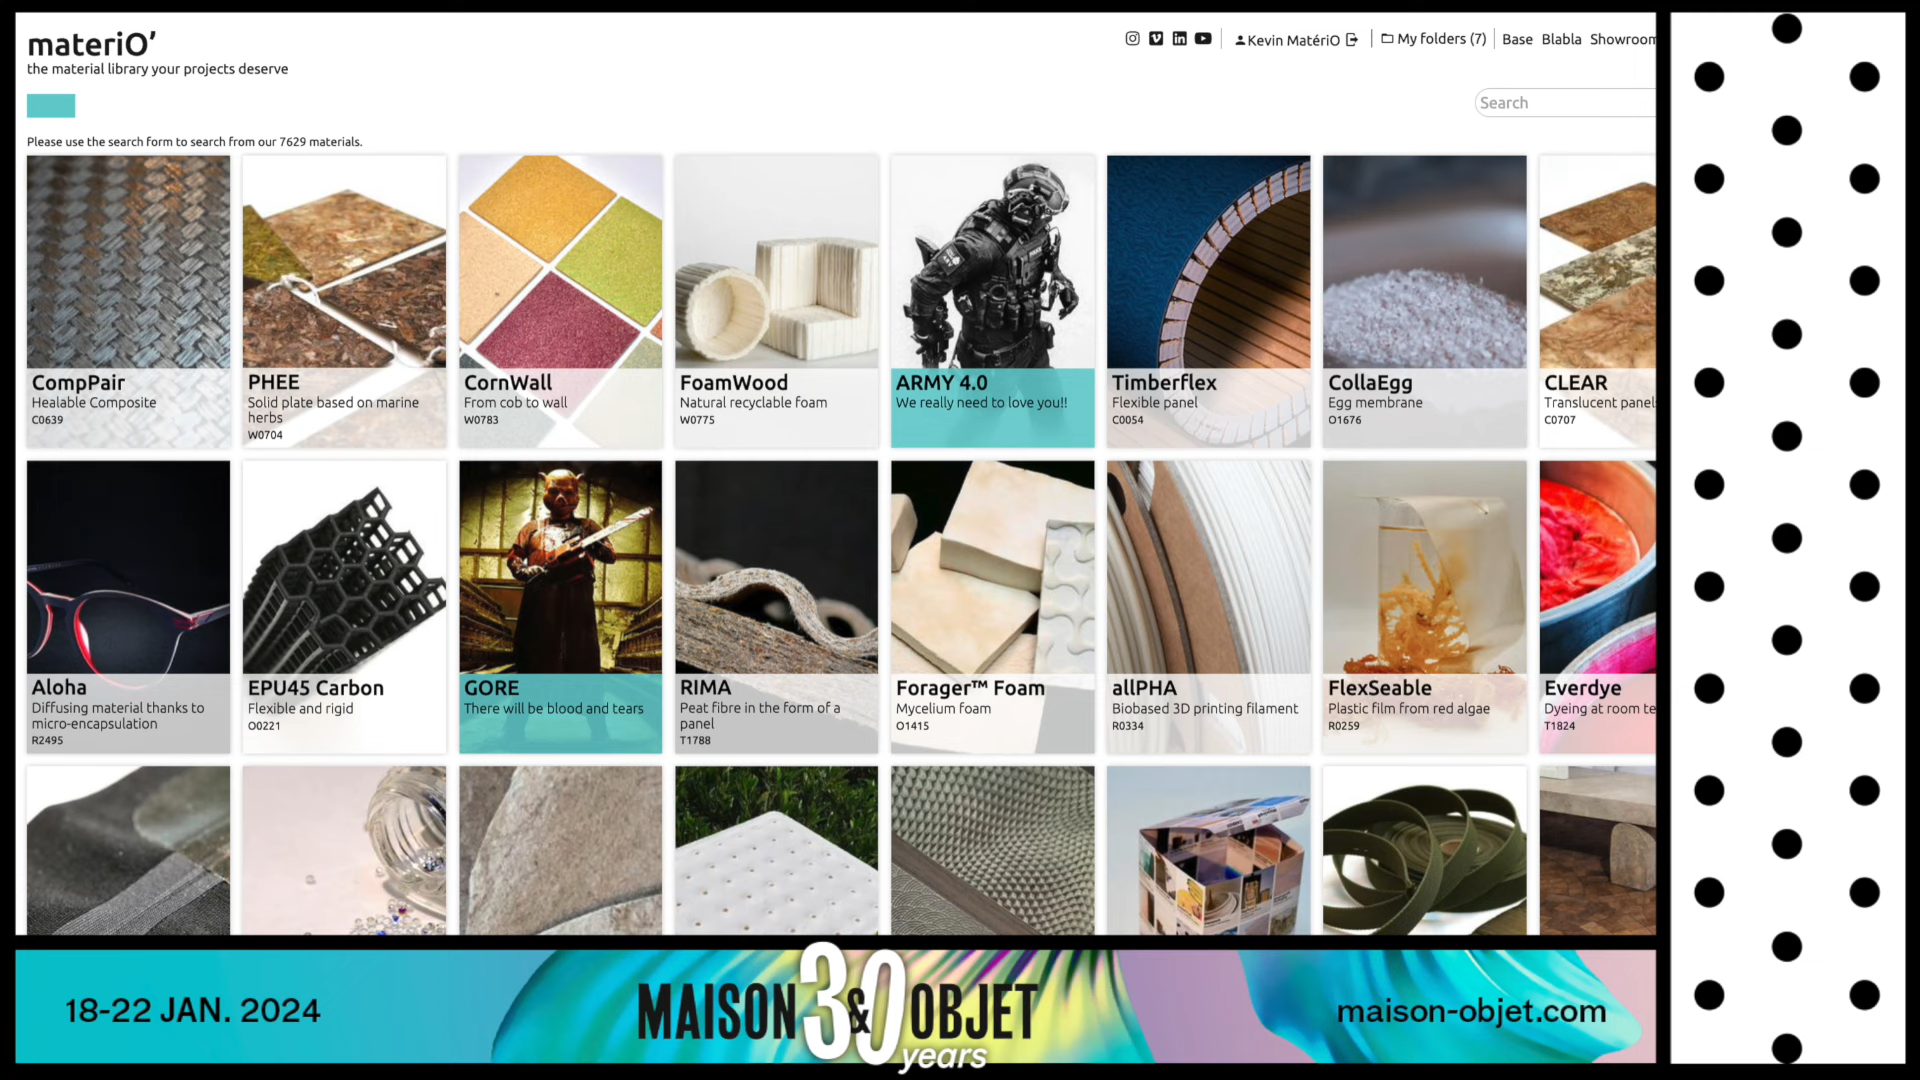 materiO’
the material library your projects deserve
Kevin MatériO
My folders (7)
Base Blabla Showroom
Search
Please use the search form to search from our 7629 materials.
CompPair
Healable Composite
C0639
PHEE
Solid plate based on marine
herbs
W0704
CornWall
From cob to wall
W0783
FoamWood
Natural recyclable foam
W0775
ARMY 4.0
We really need to love you!!
Timberflex
Flexible panel
C0054
CollaEgg
Egg membrane
O1676
CLEAR
Translucent panel
C0707
Aloha
Diffusing material thanks to
micro-encapsulation
R2495
EPU45 Carbon
Flexible and rigid
O0221
GORE
There will be blood and tears
RIMA
Peat fibre in the form of a
panel
T1788
Forager™ Foam
Mycelium foam
O1415
allPHA
Biobased 3D printing filament
R0334
FlexSeable
Plastic film from red algae
R0259
Everdye
Dyeing at room te
T1824
18-22 JAN. 2024
MAISON & OBJET
30
years
maison-objet.com